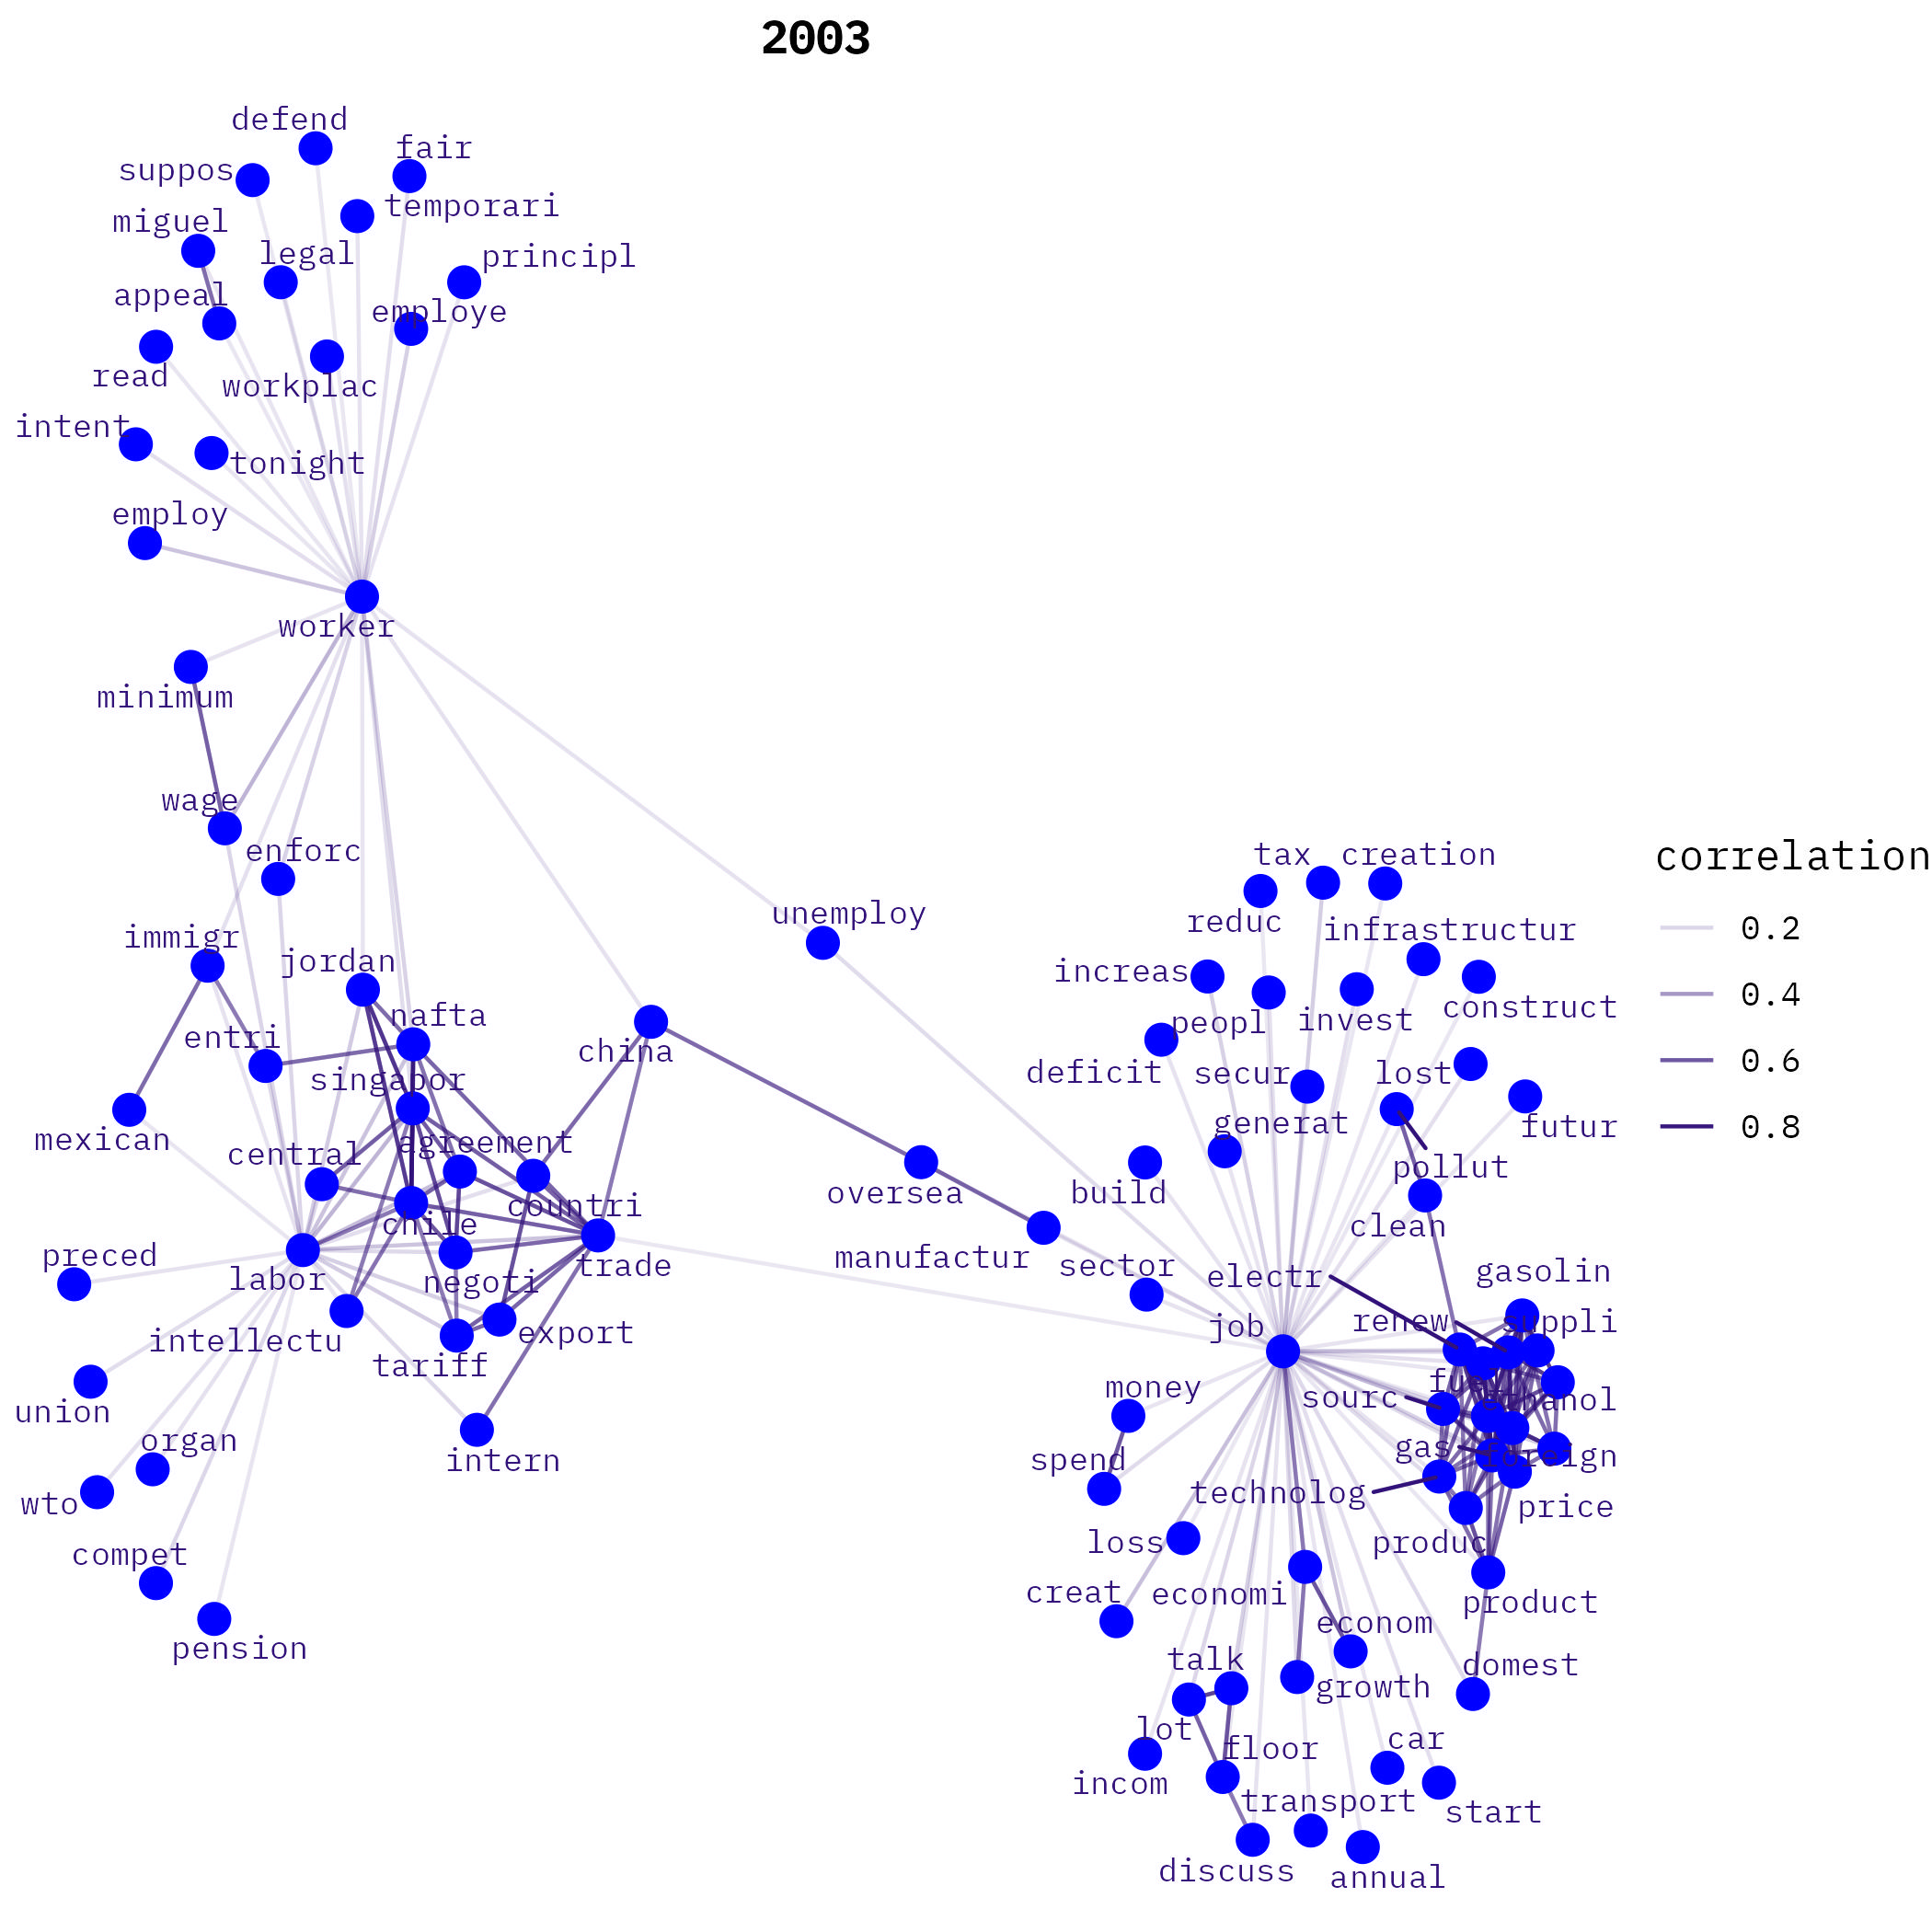 2003
defend
fair
suppos
temporari
miguel
legal
principl
appeal
employe
read
workplac
intent
tonight
employ
worker
minimum
wage
enforc
tax
creation
correlation
unemploy
reduc
infrastructur
0.2
immigr
jordan
increas
nafta
peopl
invest
construct
0.4
entri
china
singapor
deficit
secur
lost
0.6
mexican
central
agreement
generat
futur
0.8
pollut
oversea
build
countri
chile
clean
preced
labor
negoti
trade
manufactur
sector
electr
gasolin
intellectu
export
job
renew
suppli
tariff
union
money
sourc
fuel
ethanol
organ
intern
spend
gas
foreign
wto
technolog
price
compet
loss
produc
creat
economi
product
pension
econom
talk
domest
growth
lot
floor
car
incom
transport
start
discuss
annual